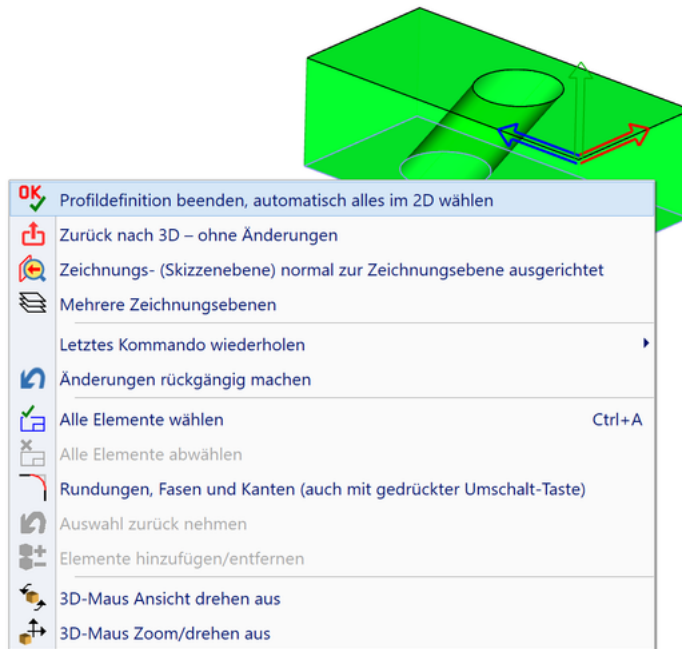 OK
Profildefinition beenden, automatisch alles im 2D wählen
Zurück nach 3D – ohne Änderungen
Zeichnungs- (Skizzenebene) normal zur Zeichnungsebene ausgerichtet
Mehrere Zeichnungsebenen
Letztes Kommando wiederholen
Änderungen rückgängig machen
Alle Elemente wählen Ctrl+A
Alle Elemente abwählen
Rundungen, Fasen und Kanten (auch mit gedrückter Umschalt-Taste)
Auswahl zurück nehmen
Elemente hinzufügen/entfernen
3D-Maus Ansicht drehen aus
3D-Maus Zoom/drehen aus